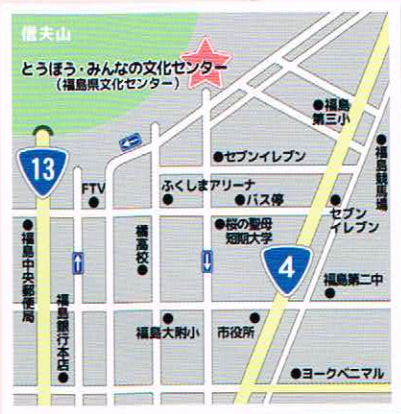 信夫山
とうほう・みんなの文化センター
(福島県文化センター)
福島
第三小
セブンイレブン
福島競馬場
13
FTV
ふくしまアリーナ
バス停
セブン
イレブン
桜の聖母
短期大学
福島中央郵便局
橘高校
4
福島第二中
福島銀行本店
福島大附小
市役所
ヨークベニマル